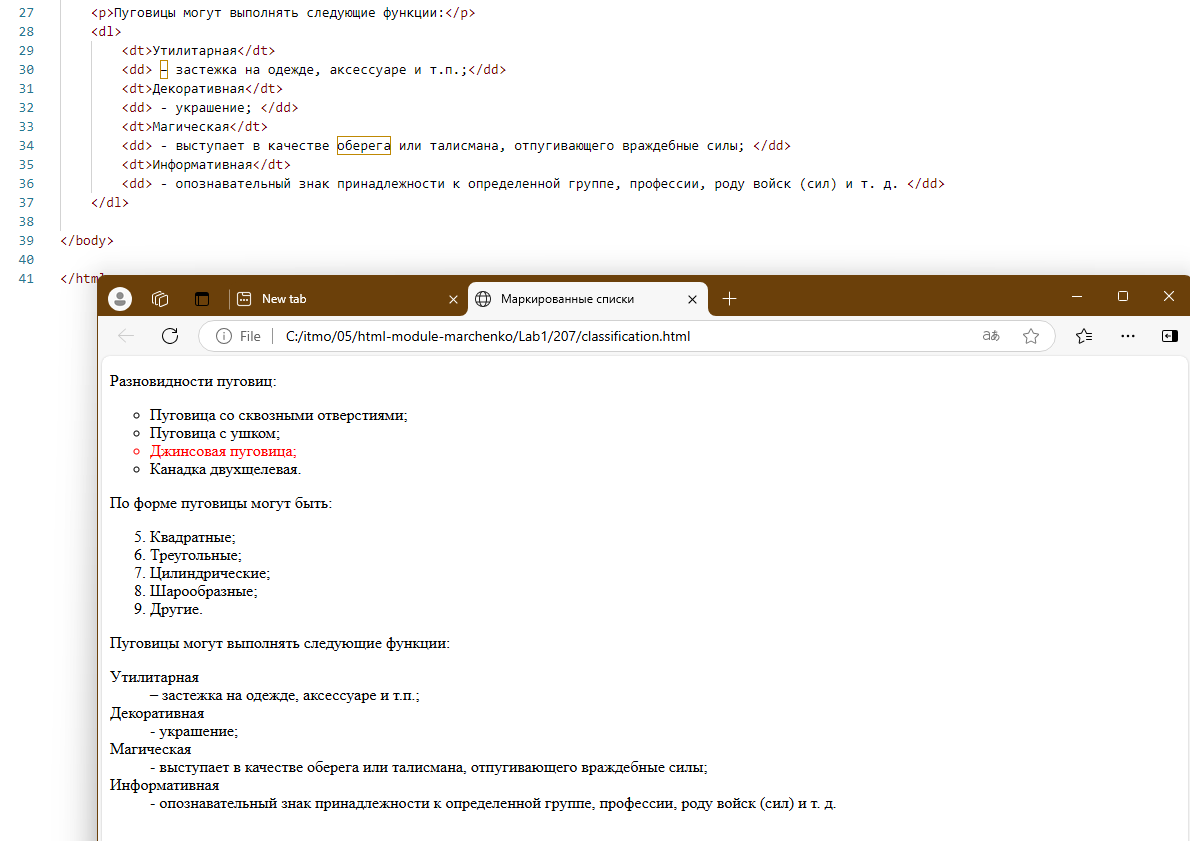 27 <p>Пуговицы могут выполнять следующие функции:</p>
28 <dl>
29 <dt>Утилитарная</dt>
30 <dd> – застежка на одежде, аксессуаре и т.п.;</dd>
31 <dt>Декоративная</dt>
32 <dd> - украшение; </dd>
33 <dt>Магическая</dt>
34 <dd> - выступает в качестве оберега или талисмана, отпугивающего враждебные силы; </dd>
35 <dt>Информативная</dt>
36 <dd> - опознавательный знак принадлежности к определенной группе, профессии, роду войск (сил) и т. д. </dd>
37 </dl>
38
39 </body>
40
41 </html
New tab Маркированные списки
File C:/itmo/05/html-module-marchenko/Lab1/207/classification.html aあ
Разновидности пуговиц:
Пуговица со сквозными отверстиями;
Пуговица с ушком;
Джинсовая пуговица;
Канадка двухщелевая.
По форме пуговицы могут быть:
5. Квадратные;
6. Треугольные;
7. Цилиндрические;
8. Шарообразные;
9. Другие.
Пуговицы могут выполнять следующие функции:
Утилитарная
– застежка на одежде, аксессуаре и т.п.;
Декоративная
- украшение;
Магическая
- выступает в качестве оберега или талисмана, отпугивающего враждебные силы;
Информативная
- опознавательный знак принадлежности к определенной группе, профессии, роду войск (сил) и т. д.